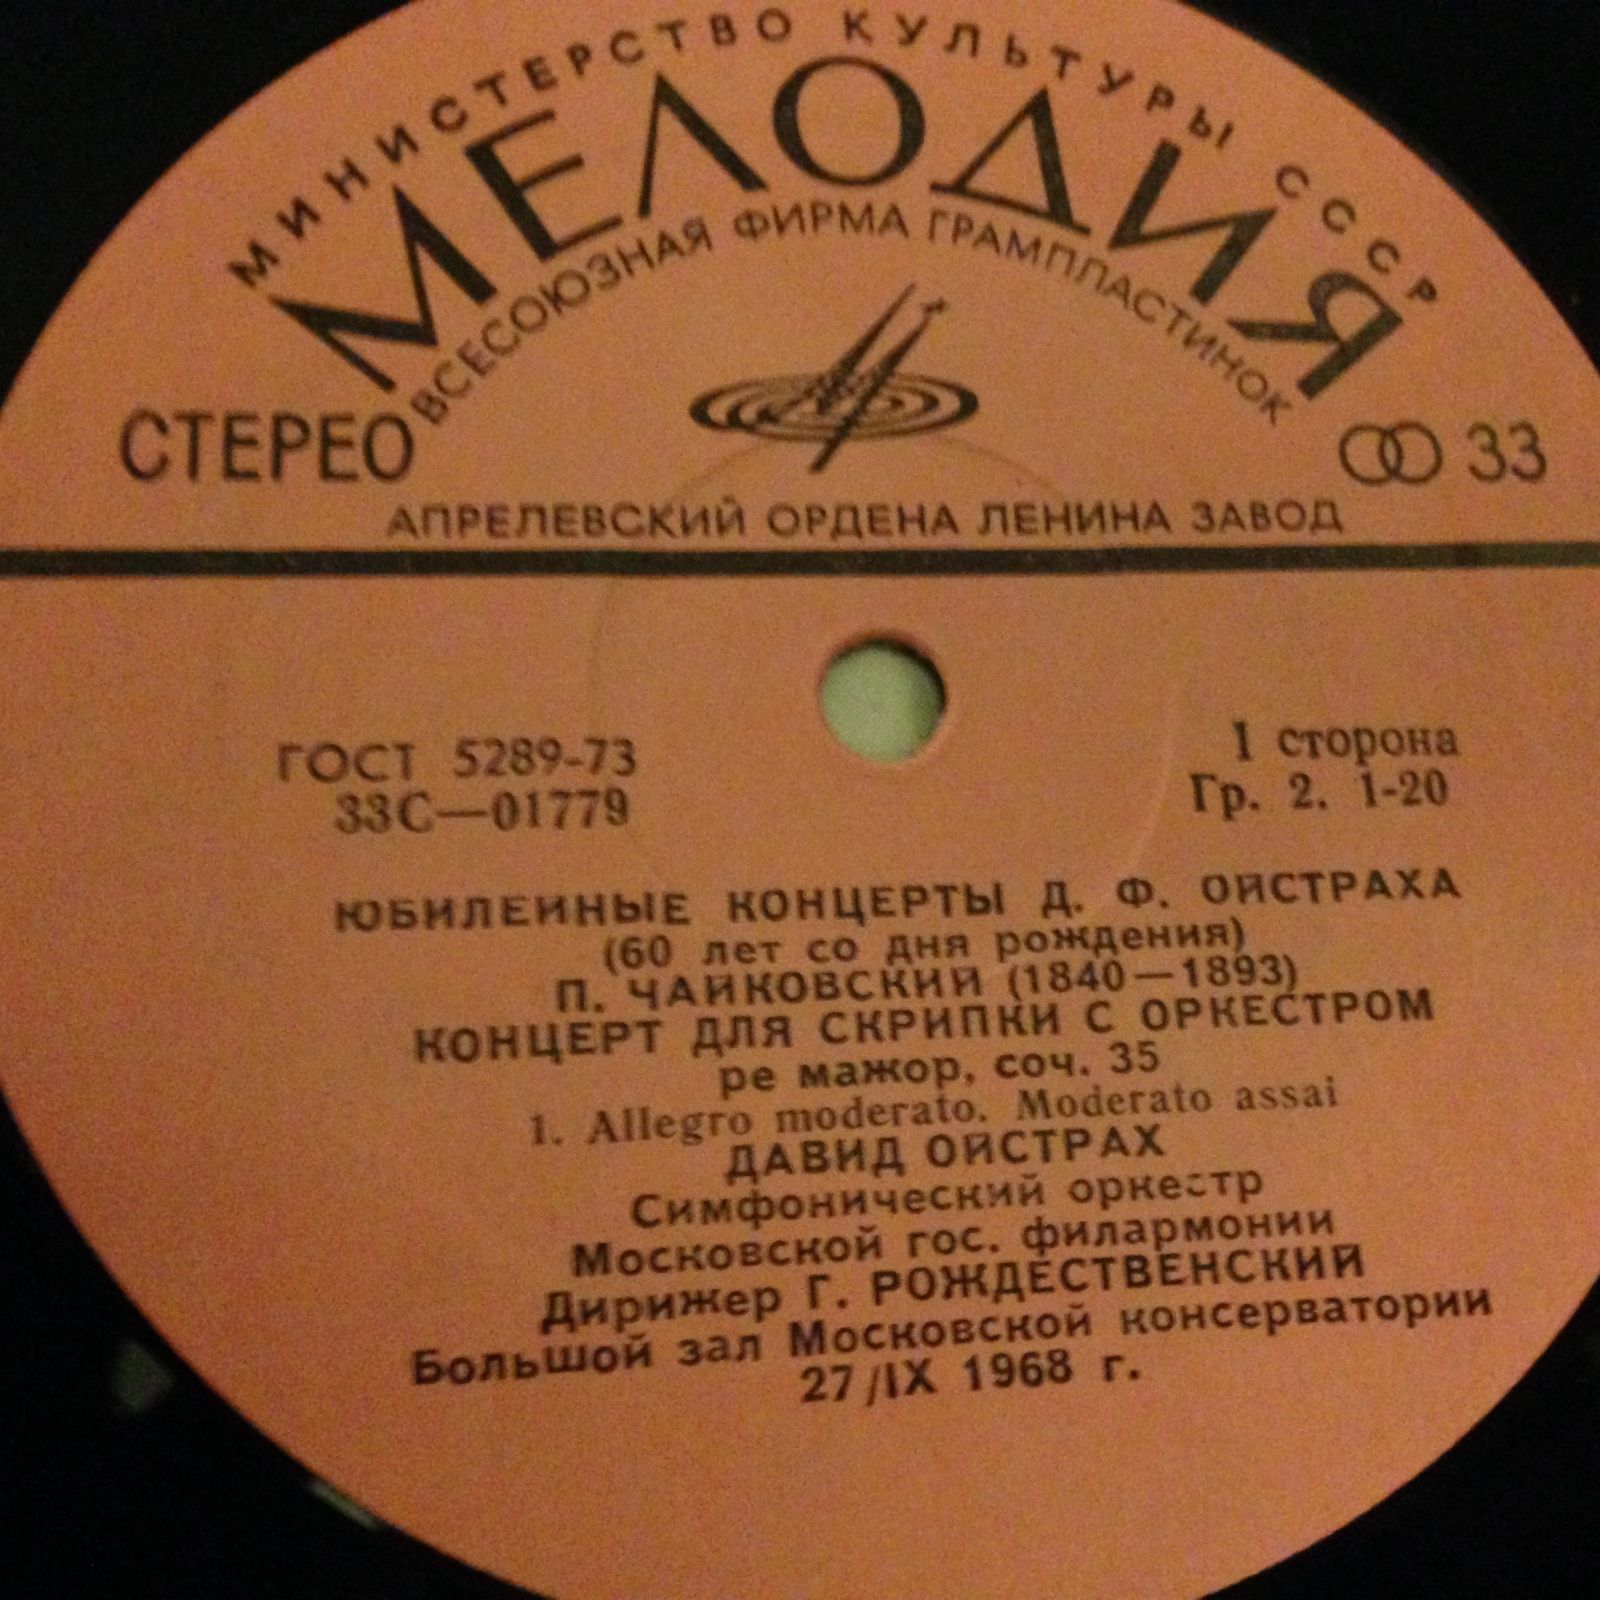 МИНИСТЕРСТВО КУЛЬТУРЫ СССР
МЕЛОДИЯ
ВСЕСОЮЗНАЯ ФИРМА ГРАМПЛАСТИНОК
СТЕРЕО
33
АПРЕЛЕВСКИЙ ОРДЕНА ЛЕНИНА ЗАВОД
ГОСТ 5289-73
33С—01779
1 сторона
Гр. 2. 1-20
ЮБИЛЕЙНЫЕ КОНЦЕРТЫ Д. Ф. ОЙСТРАХА
(60 лет со дня рождения)
П. ЧАЙКОВСКИЙ (1840—1893)
КОНЦЕРТ ДЛЯ СКРИПКИ С ОРКЕСТРОМ
ре мажор, соч. 35
1. Allegro moderato. Moderato assai
ДАВИД ОЙСТРАХ
Симфонический оркестр
Московской гос. филармонии
Дирижер Г. РОЖДЕСТВЕНСКИЙ
Большой зал Московской консерватории
27/IX 1968 г.